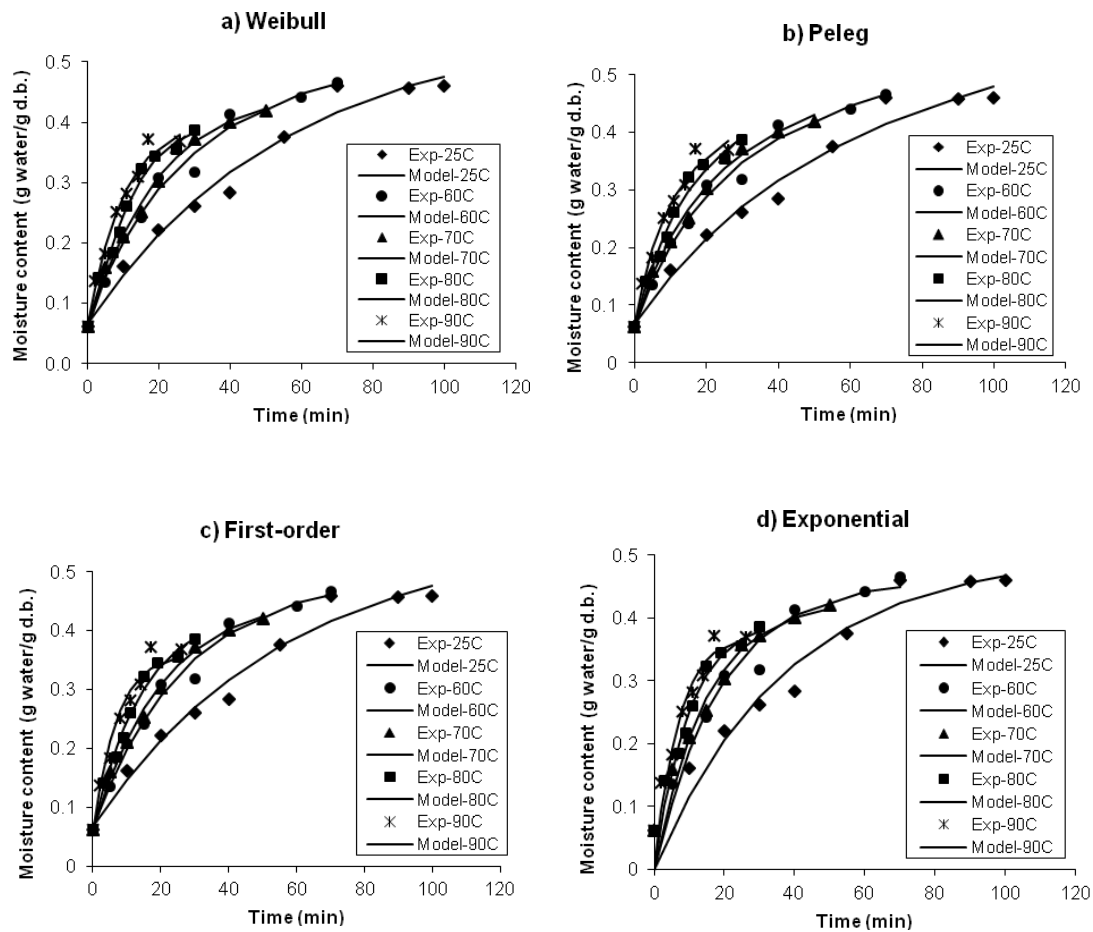 a) Weibull
Moisture content (g water/g d.b.)
0.5
0.4
0.3
0.2
0.1
0.0
0 20 40 60 80 100 120
Time (min)
Exp-25C
Model-25C
Exp-60C
Model-60C
Exp-70C
Model-70C
Exp-80C
Model-80C
Exp-90C
Model-90C
b) Peleg
Moisture content (g water/g d.b.)
0.5
0.4
0.3
0.2
0.1
0
0 20 40 60 80 100 120
Time (min)
Exp-25C
Model-25C
Exp-60C
Model-60C
Exp-70C
Model-70C
Exp-80C
Model-80C
Exp-90C
Model-90C
c) First-order
Moisture content (g water/g d.b.)
0.5
0.4
0.3
0.2
0.1
0
0 20 40 60 80 100 120
Time (min)
Exp-25C
Model-25C
Exp-60C
Model-60C
Exp-70C
Model-70C
Exp-80C
Model-80C
Exp-90C
Model-90C
d) Exponential
Moisture content (g water/g d.b.)
0.5
0.4
0.3
0.2
0.1
0
0 20 40 60 80 100 120
Time (min)
Exp-25C
Model-25C
Exp-60C
Model-60C
Exp-70C
Model-70C
Exp-80C
Model-80C
Exp-90C
Model-90C